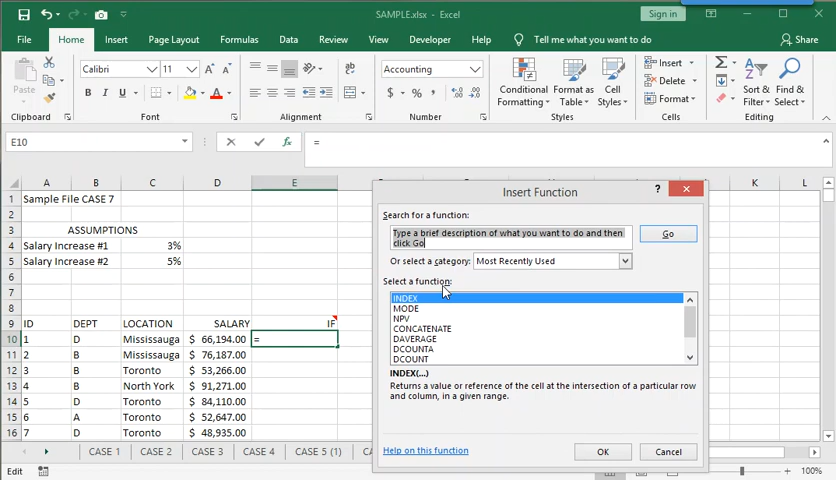 SAMPLE.xlsx - Excel
Sign in
File Home Insert Page Layout Formulas Data Review View Developer Help Tell me what you want to do Share
Paste
Clipboard
Calibri 11
B I U
Font
Alignment
Accounting
$ % ,
Number
Conditional Formatting
Format as Table
Cell Styles
Styles
Insert
Delete
Format
Cells
Sort & Filter
Find & Select
Editing
E10 fx =
A B C D E K L
1 Sample File CASE 7
2
3 ASSUMPTIONS
4 Salary Increase #1 3%
5 Salary Increase #2 5%
6
7
8
9 ID DEPT LOCATION SALARY IF
10 1 D Mississauga $ 66,194.00 =
11 2 B Mississauga $ 76,187.00
12 3 B Toronto $ 53,266.00
13 4 B North York $ 91,271.00
14 5 D Toronto $ 84,110.00
15 6 A Toronto $ 52,647.00
16 7 D Toronto $ 48,935.00
Insert Function
?
Search for a function:
Type a brief description of what you want to do and then
click Go
Go
Or select a category: Most Recently Used
Select a function:
INDEX
MODE
NPV
CONCATENATE
DAVERAGE
DCOUNTA
DCOUNT
INDEX(...)
Returns a value or reference of the cell at the intersection of a particular row
and column, in a given range.
Help on this function
OK Cancel
CASE 1 CASE 2 CASE 3 CASE 4 CASE 5 (1)
Edit
100%